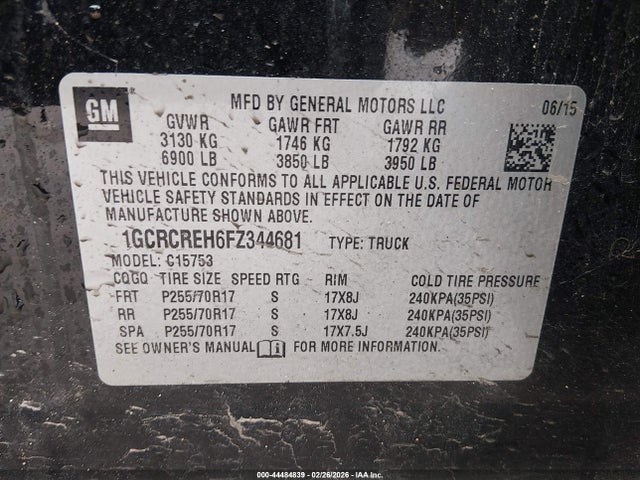 GM
MFD BY GENERAL MOTORS LLC 06/15
GVWR GAWR FRT GAWR RR
3130 KG 1746 KG 1792 KG
6900 LB 3850 LB 3950 LB
THIS VEHICLE CONFORMS TO ALL APPLICABLE U.S. FEDERAL MOTOR
VEHICLE SAFETY STANDARDS IN EFFECT ON THE DATE OF
MANUFACTURE SHOWN ABOVE.
1GCRCREH6FZ344681 TYPE: TRUCK
MODEL: C15753
CQGQ TIRE SIZE SPEED RTG RIM COLD TIRE PRESSURE
FRT P255/70R17 S 17X8J 240KPA(35PSI)
RR P255/70R17 S 17X8J 240KPA(35PSI)
SPA P255/70R17 S 17X7.5J 240KPA(35PSI)
SEE OWNER'S MANUAL FOR MORE INFORMATION.
000-44484839 | 02/26/2026 - IAA Inc.